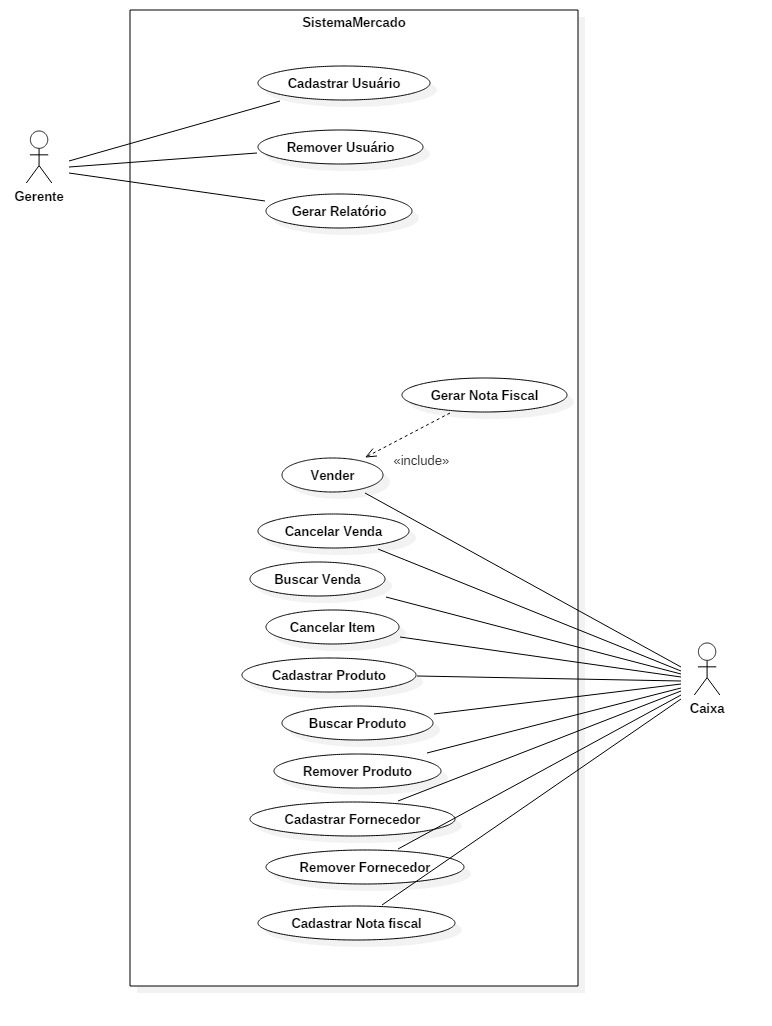 SistemaMercado
Cadastrar Usuário
Remover Usuário
Gerente
Gerar Relatório
Gerar Nota Fiscal
«include»
Vender
Cancelar Venda
Buscar Venda
Cancelar Item
Cadastrar Produto
Caixa
Buscar Produto
Remover Produto
Cadastrar Fornecedor
Remover Fornecedor
Cadastrar Nota fiscal